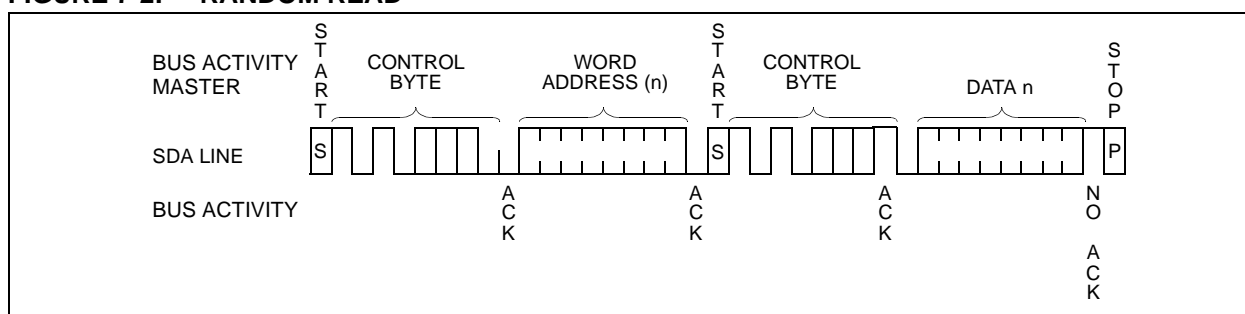 FIGURE 7-2: RANDOM READ
BUS ACTIVITY
MASTER
START
CONTROL
BYTE
WORD
ADDRESS (n)
START
CONTROL
BYTE
DATA n
STOP
SDA LINE
S
S
P
BUS ACTIVITY
ACK
ACK
ACK
NO ACK